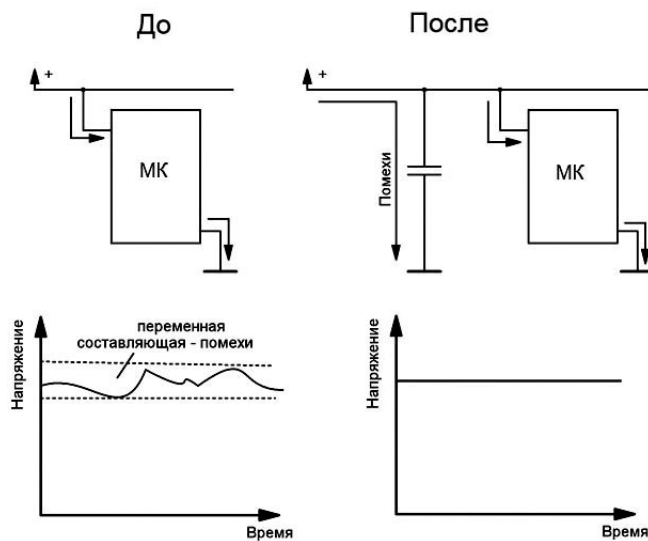 До
После
+
МК
+
Помехи
МК
Напряжение
переменная
составляющая - помехи
Время
Напряжение
Время